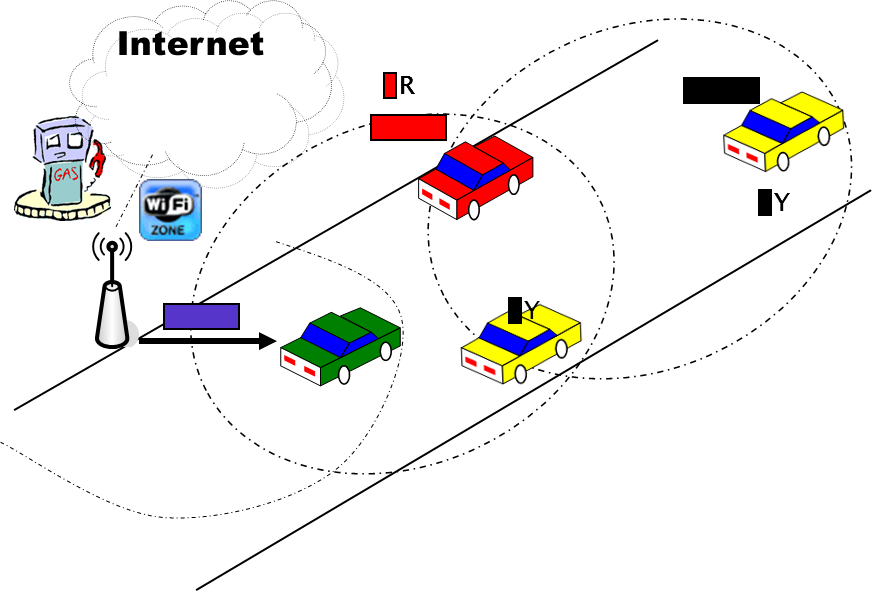 Internet
R
GAS
WiFi
ZONE
Y
Y